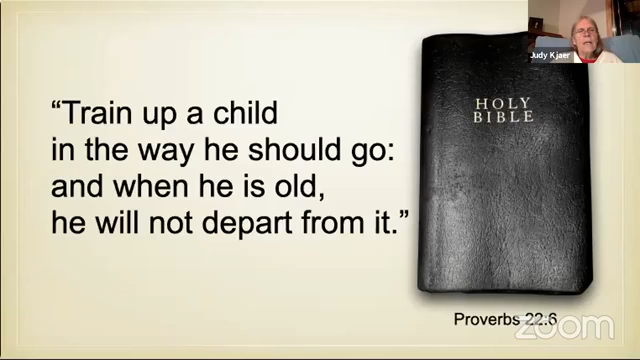 Judy Kjaer
HOLY
BIBLE
“Train up a child
in the way he should go:
and when he is old,
he will not depart from it.”
Proverbs 22:6
zoom